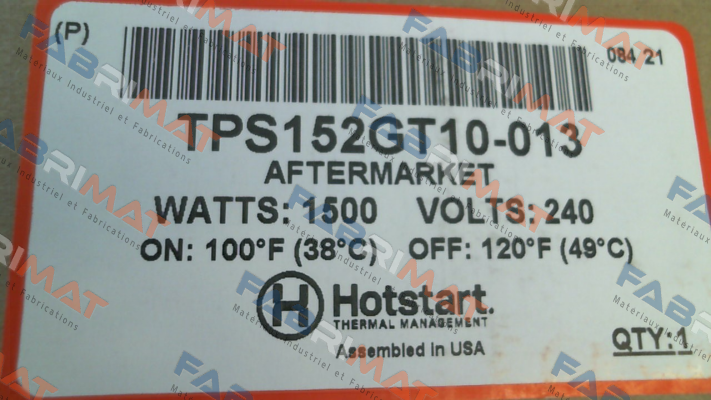 (P)
084 21
TPS152GT10-013
AFTERMARKET
WATTS: 1500 VOLTS: 240
ON: 100°F (38°C) OFF: 120°F (49°C)
H Hotstart.
THERMAL MANAGEMENT
Assembled in USA
QTY:1
FABRIMAT
Matériaux Industriel et Fabrications